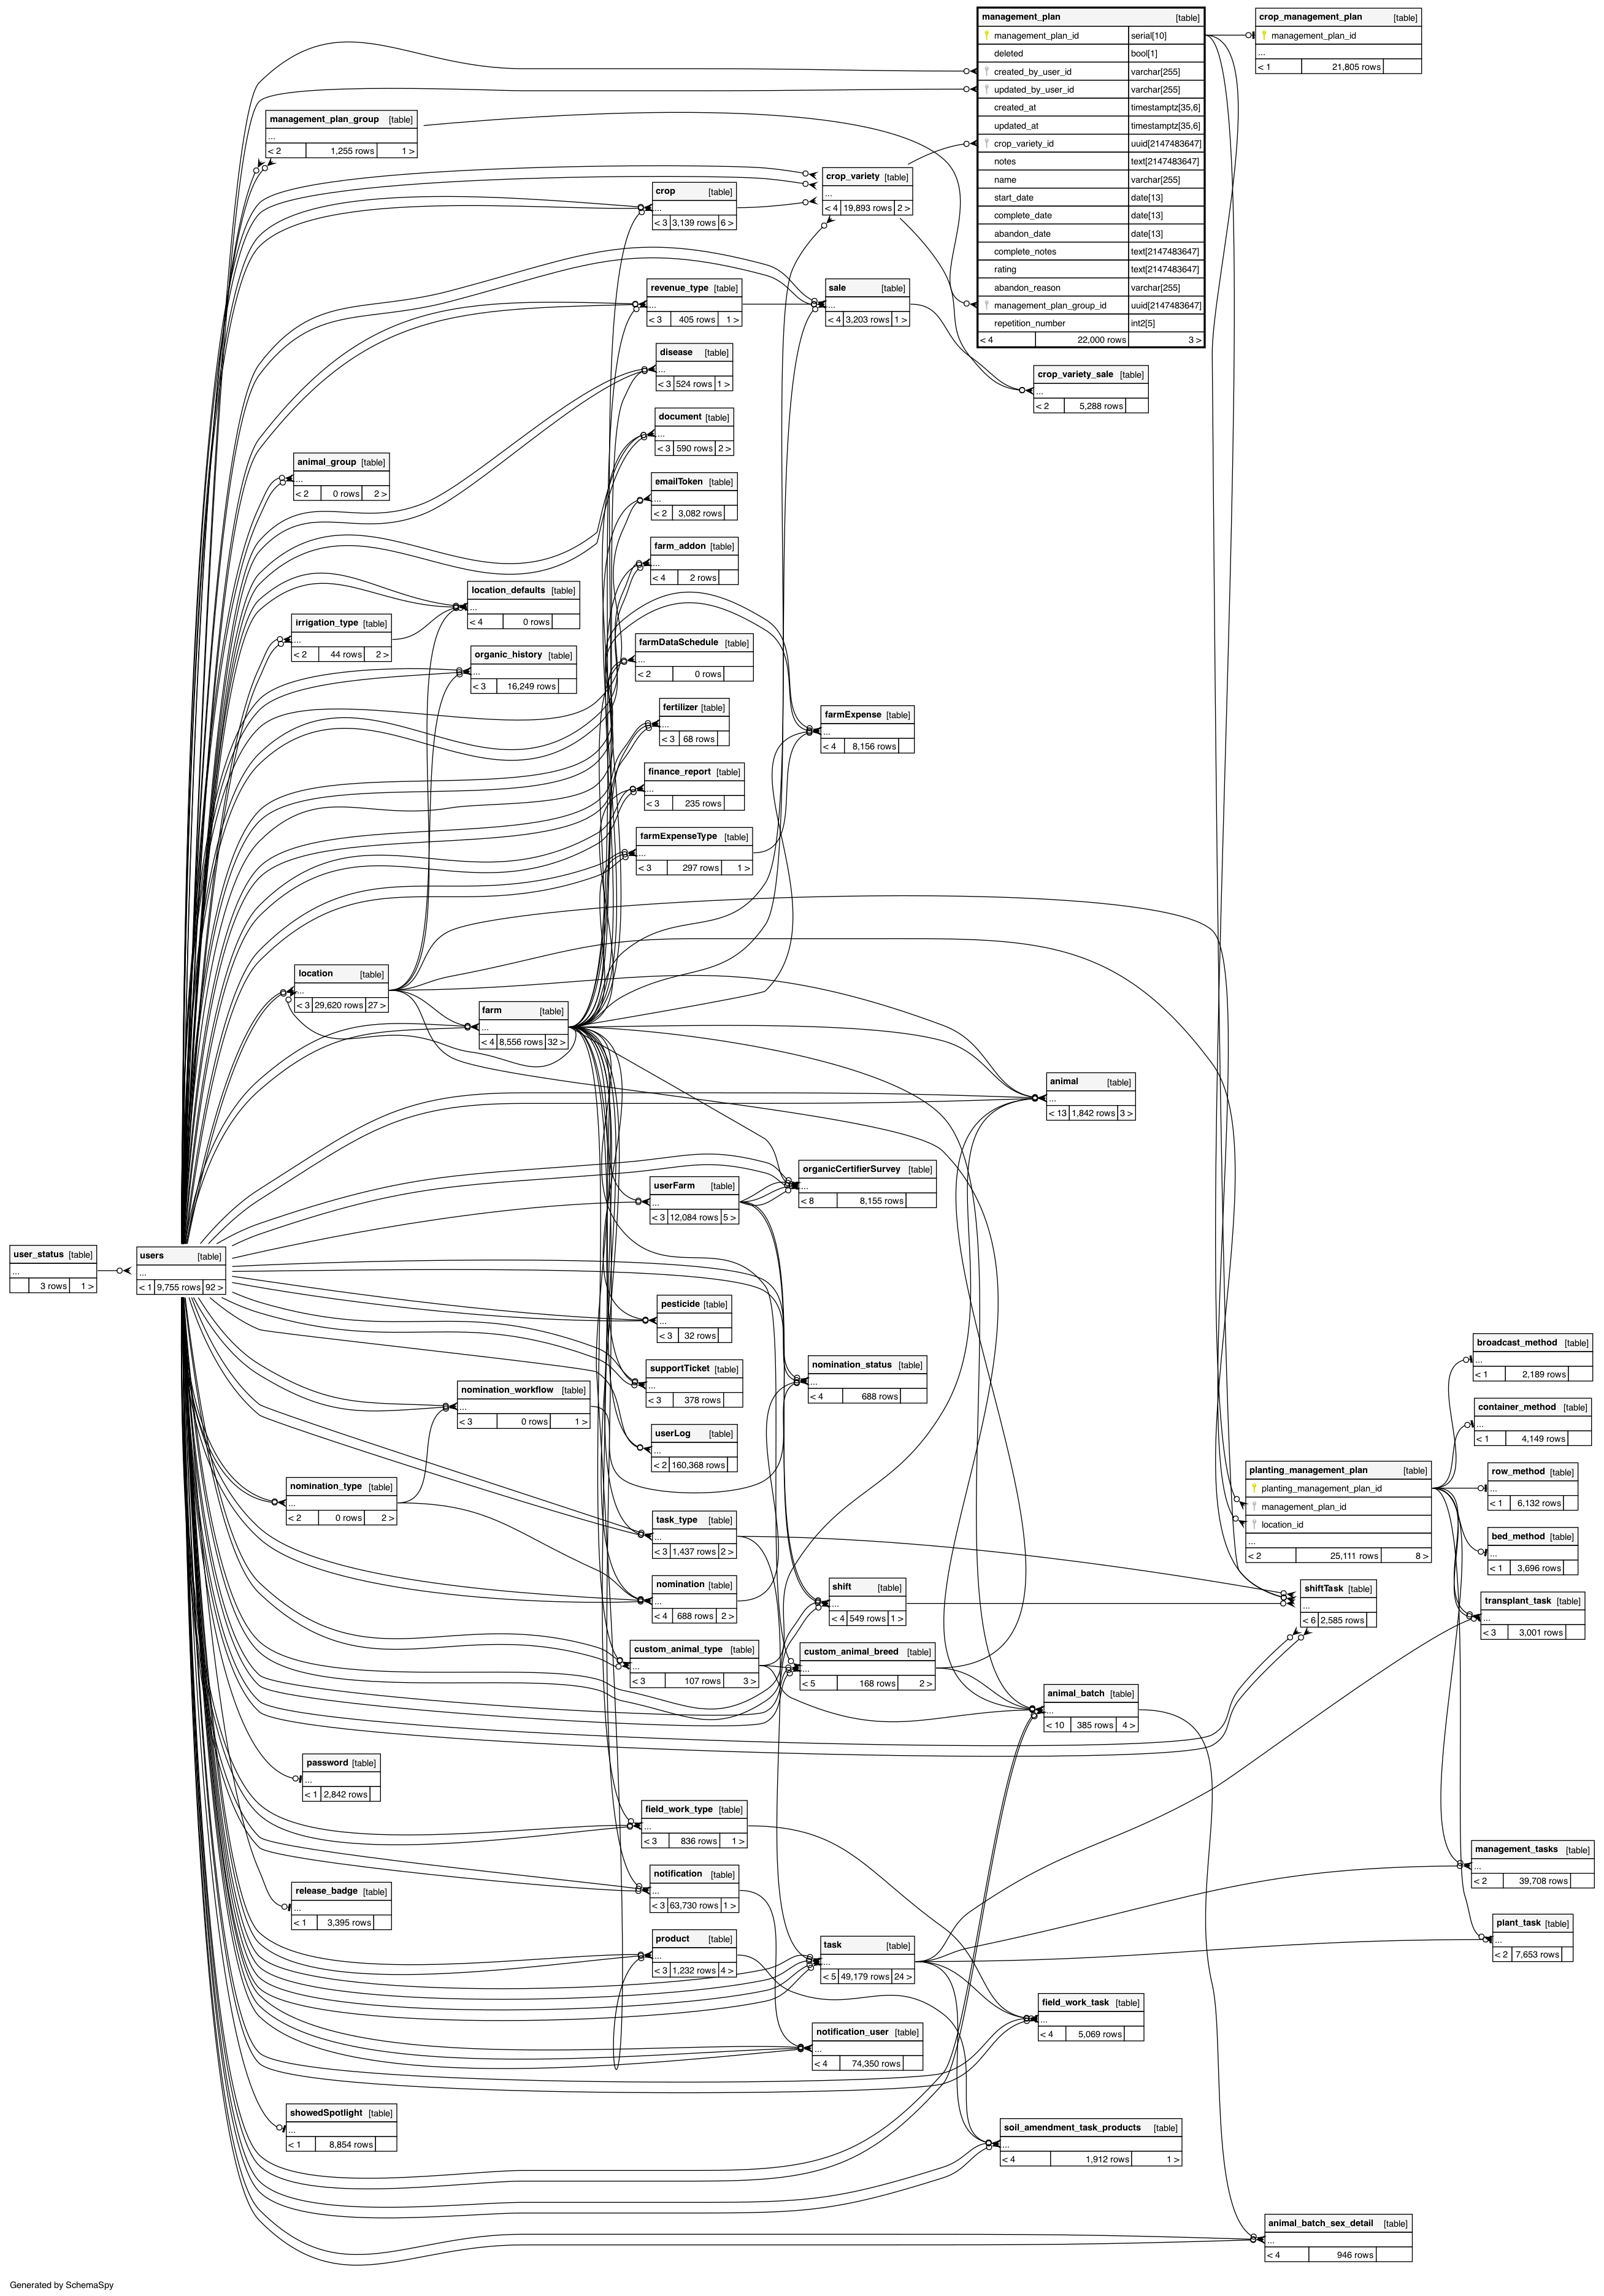 management_plan [table]
management_plan_id serial[10]
deleted bool[1]
created_by_user_id varchar[255]
updated_by_user_id varchar[255]
created_at timestamptz[35,6]
updated_at timestamptz[35,6]
crop_variety_id uuid[2147483647]
notes text[2147483647]
name varchar[255]
start_date date[13]
complete_date date[13]
abandon_date date[13]
complete_notes text[2147483647]
rating text[2147483647]
abandon_reason varchar[255]
management_plan_group_id uuid[2147483647]
repetition_number int2[5]
< 4 22,000 rows 3 >
crop_management_plan [table]
management_plan_id
...
< 1 21,805 rows
management_plan_group [table]
...
< 2 1,255 rows 1 >
crop_variety [table]
...
< 4 19,893 rows 2 >
crop [table]
...
< 3 3,139 rows 6 >
revenue_type [table]
...
< 3 405 rows 1 >
sale [table]
...
< 4 3,203 rows 1 >
disease [table]
...
< 3 524 rows 1 >
crop_variety_sale [table]
...
< 2 5,288 rows
document [table]
...
< 3 590 rows 2 >
animal_group [table]
...
< 2 0 rows 2 >
emailToken [table]
...
< 2 3,082 rows
farm_addon [table]
...
< 4 2 rows
location_defaults [table]
...
< 4 0 rows
irrigation_type [table]
...
< 2 44 rows 2 >
farmDataSchedule [table]
...
< 2 0 rows
organic_history [table]
...
< 3 16,249 rows
fertilizer [table]
...
< 3 68 rows
farmExpense [table]
...
< 4 8,156 rows
finance_report [table]
...
< 3 235 rows
farmExpenseType [table]
...
< 3 297 rows 1 >
location [table]
...
< 3 29,620 rows 27 >
farm [table]
...
< 4 8,556 rows 32 >
animal [table]
...
< 13 1,842 rows 3 >
organicCertifierSurvey [table]
...
< 8 8,155 rows
userFarm [table]
...
< 3 12,084 rows 5 >
user_status [table]
...
3 rows 1 >
users [table]
...
< 1 9,755 rows 92 >
pesticide [table]
...
< 3 32 rows
supportTicket [table]
...
< 3 378 rows
nomination_status [table]
...
< 4 688 rows
nomination_workflow [table]
...
< 3 0 rows 1 >
userLog [table]
...
< 2 160,368 rows
nomination_type [table]
...
< 2 0 rows 2 >
task_type [table]
...
< 3 1,437 rows 2 >
nomination [table]
...
< 4 688 rows 2 >
shift [table]
...
< 4 549 rows 1 >
custom_animal_type [table]
...
< 3 107 rows 3 >
custom_animal_breed [table]
...
< 5 168 rows 2 >
animal_batch [table]
...
< 10 385 rows 4 >
broadcast_method [table]
...
< 1 2,189 rows
container_method [table]
...
< 1 4,149 rows
planting_management_plan [table]
planting_management_plan_id
management_plan_id
location_id
...
< 2 25,111 rows 8 >
row_method [table]
...
< 1 6,132 rows
bed_method [table]
...
< 1 3,696 rows
shiftTask [table]
...
< 6 2,585 rows
transplant_task [table]
...
< 3 3,001 rows
password [table]
...
< 1 2,842 rows
field_work_type [table]
...
< 3 836 rows 1 >
management_tasks [table]
...
< 2 39,708 rows
notification [table]
...
< 3 63,730 rows 1 >
release_badge [table]
...
< 1 3,395 rows
plant_task [table]
...
< 2 7,653 rows
product [table]
...
< 3 1,232 rows 4 >
task [table]
...
< 5 49,179 rows 24 >
field_work_task [table]
...
< 4 5,069 rows
notification_user [table]
...
< 4 74,350 rows
showedSpotlight [table]
...
< 1 8,854 rows
soil_amendment_task_products [table]
...
< 4 1,912 rows 1 >
animal_batch_sex_detail [table]
...
< 4 946 rows
Generated by SchemaSpy